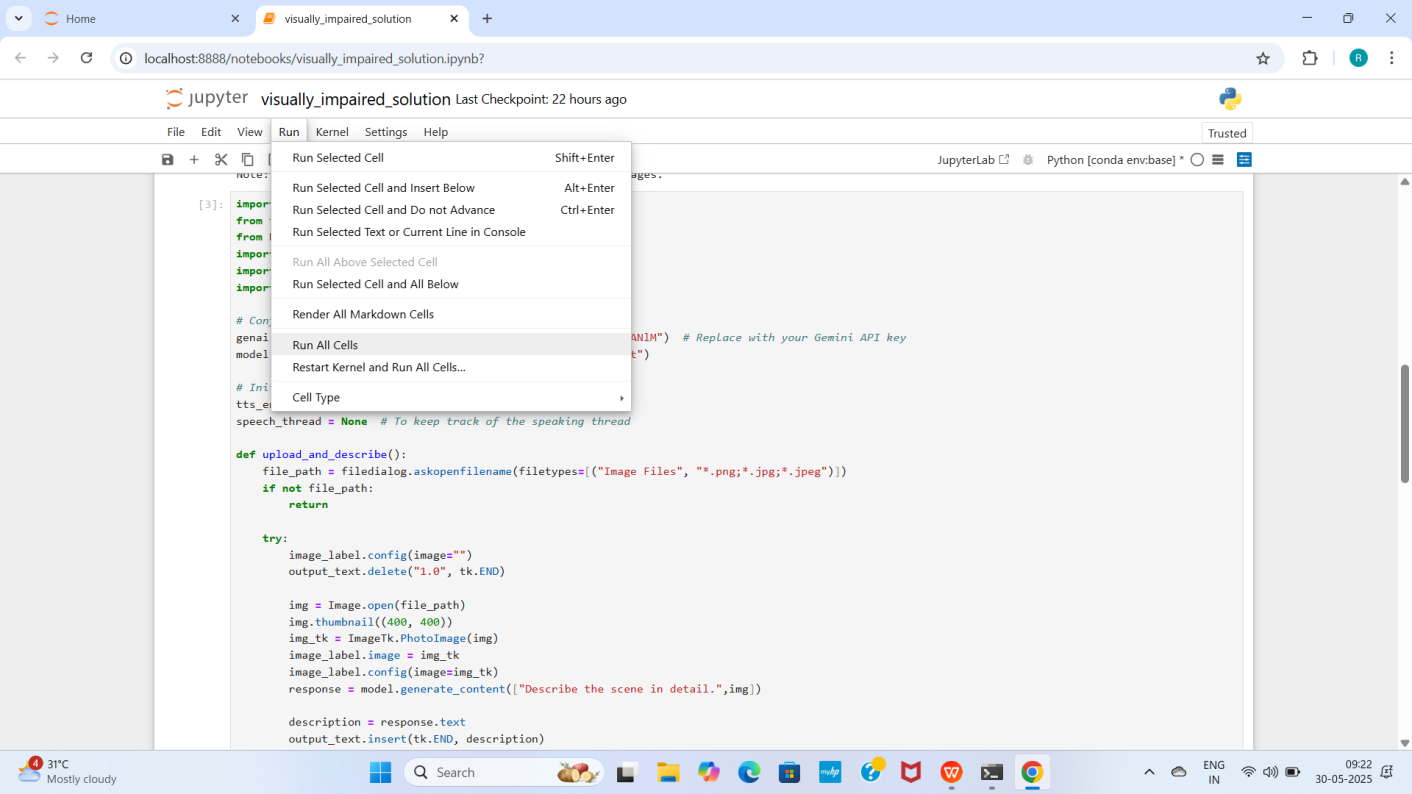 Home
visually_impaired_solution
localhost:8888/notebooks/visually_impaired_solution.ipynb?
R
jupyter visually_impaired_solution Last Checkpoint: 22 hours ago
File Edit View Run Kernel Settings Help
Trusted
JupyterLab Python [conda env:base] *
Run Selected Cell Shift+Enter
Run Selected Cell and Insert Below Alt+Enter
Run Selected Cell and Do not Advance Ctrl+Enter
Run Selected Text or Current Line in Console
Run All Above Selected Cell
Run Selected Cell and All Below
Render All Markdown Cells
Run All Cells
Restart Kernel and Run All Cells...
Cell Type
Note: ages.
[3]: impor
from
from
impor
impor
impor
# Con
genai ANlM") # Replace with your Gemini API key
model t")
# Ini
tts_e
speech_thread = None # To keep track of the speaking thread
def upload_and_describe():
    file_path = filedialog.askopenfilename(filetypes=[("Image Files", "*.png;*.jpg;*.jpeg")])
    if not file_path:
        return
    try:
        image_label.config(image="")
        output_text.delete("1.0", tk.END)
        img = Image.open(file_path)
        img.thumbnail((400, 400))
        img_tk = ImageTk.PhotoImage(img)
        image_label.image = img_tk
        image_label.config(image=img_tk)
        response = model.generate_content(["Describe the scene in detail.",img])
        description = response.text
        output_text.insert(tk.END, description)
4
31°C
Mostly cloudy
Search
myhp
ENG
IN
09:22
30-05-2025